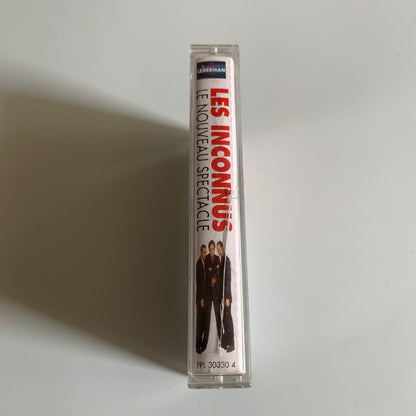 LEDERMAN
LES INCONNUS
LE NOUVEAU SPECTACLE
PPL 30330 4